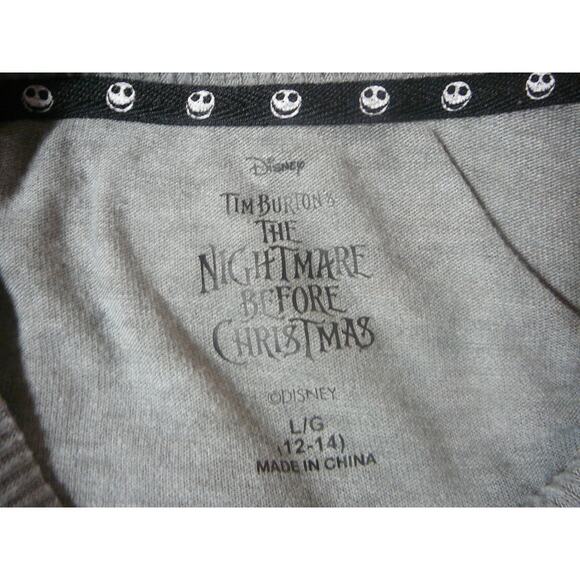 Disney
TIM BURTON'S
THE
NIGHTMARE
BEFORE
CHRISTMAS
©DISNEY
L/G
(12-14)
MADE IN CHINA